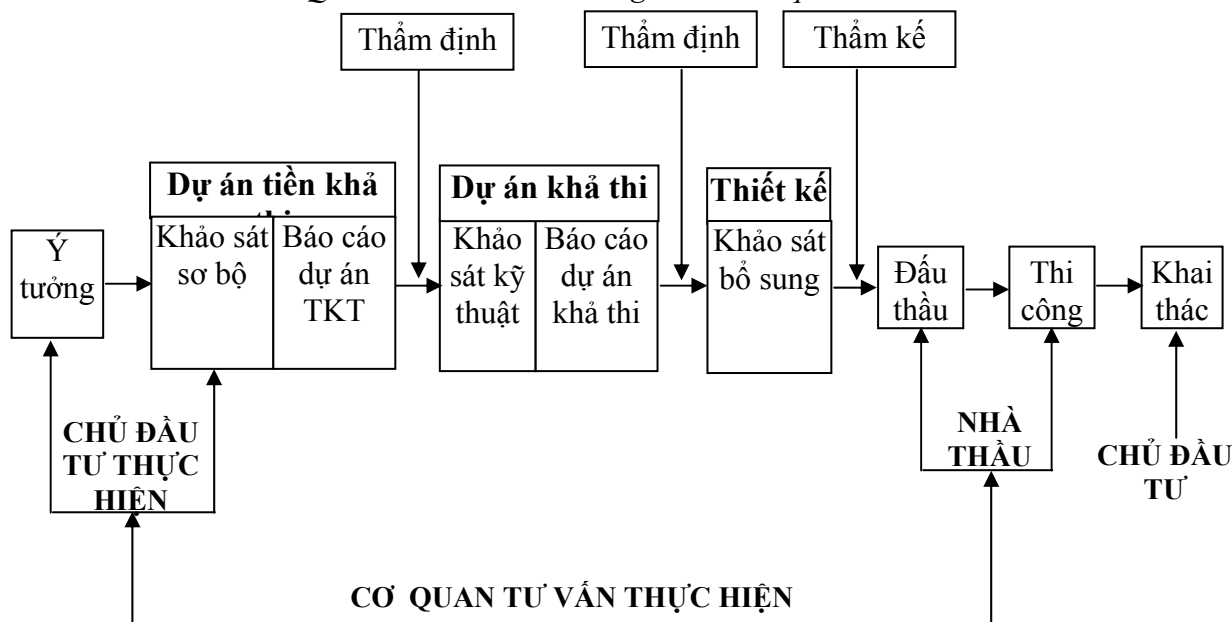 Thẩm định
Thẩm định
Thẩm kế
Dự án tiền khả
Dự án khả thi
Thiết kế
Ý
tưởng
Khảo sát
sơ bộ
Báo cáo
dự án
TKT
Khảo
sát kỹ
thuật
Báo cáo
dự án
khả thi
Khảo sát
bổ sung
Đấu
thầu
Thi
công
Khai
thác
CHỦ ĐẦU
TƯ THỰC
HIỆN
NHÀ
THẦU
CHỦ ĐẦU
TƯ
CƠ QUAN TƯ VẤN THỰC HIỆN